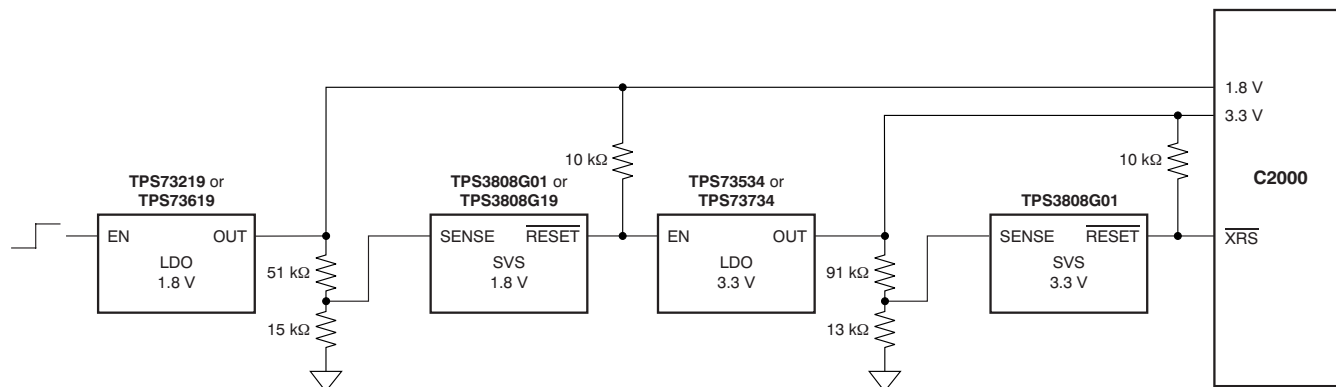 1.8 V
3.3 V
10 kΩ
10 kΩ
C2000
TPS73219 or
TPS73619
TPS3808G01 or
TPS3808G19
TPS73534 or
TPS73734
TPS3808G01
EN
OUT
LDO
1.8 V
SENSE
RESET
SVS
1.8 V
EN
OUT
LDO
3.3 V
SENSE
RESET
SVS
3.3 V
XRS
51 kΩ
15 kΩ
91 kΩ
13 kΩ